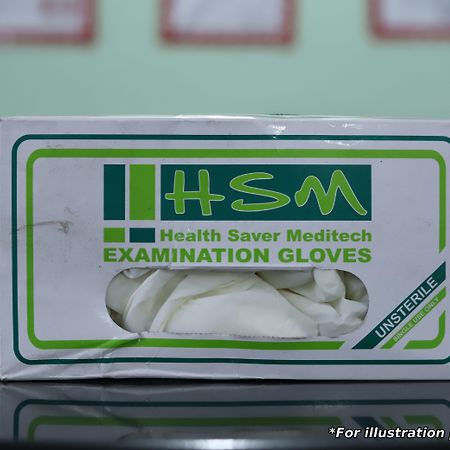 HSM
Health Saver Meditech
EXAMINATION GLOVES
UNSTERILE
SINGLE USE ONLY
*For illustration